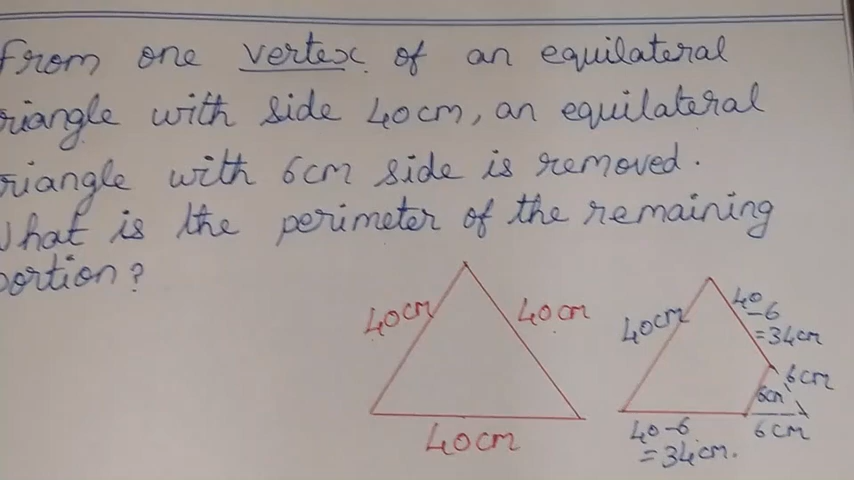 From one vertex of an equilateral
riangle with side 40cm, an equilateral
riangle with 6cm side is removed.
What is the perimeter of the remaining
portion?
40cm
40cm
40cm
40cm
40
-6
=34cm
6cm
6cm
6cm
40-6
=34cm.